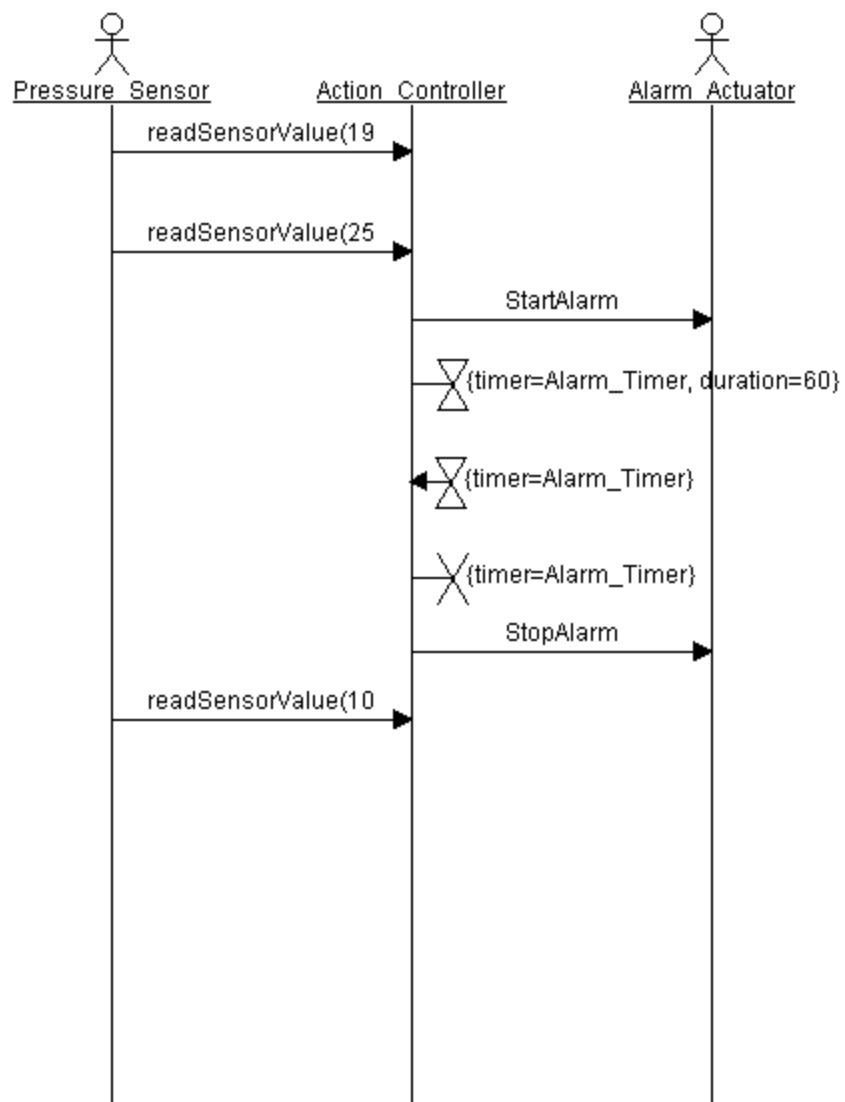 Pressure_Sensor Action_Controller Alarm_Actuator
readSensorValue(19
readSensorValue(25
StartAlarm
{timer=Alarm_Timer, duration=60}
{timer=Alarm_Timer}
{timer=Alarm_Timer}
StopAlarm
readSensorValue(10